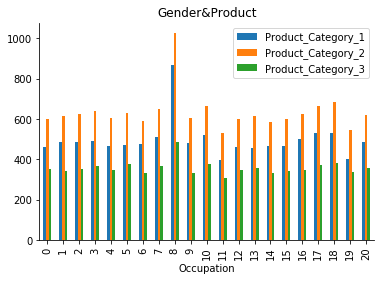 Gender&Product
Product_Category_1
Product_Category_2
Product_Category_3
1000
800
600
400
200
0
0 1 2 3 4 5 6 7 8 9 10 11 12 13 14 15 16 17 18 19 20
Occupation